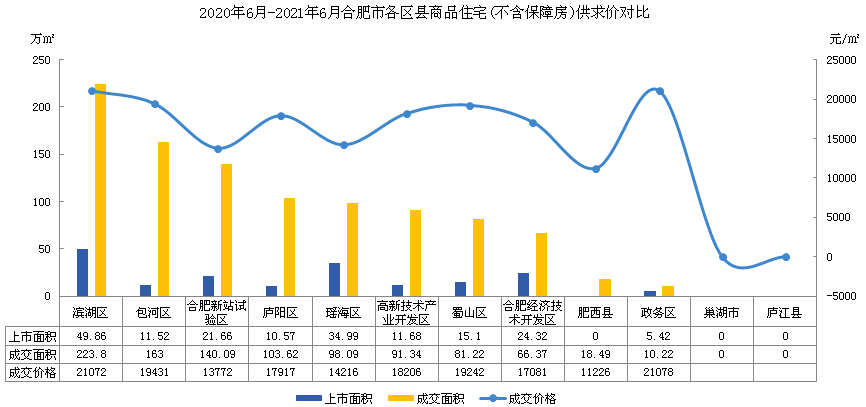 2020年6月-2021年6月合肥市各区县商品住宅(不含保障房)供求价对比
万㎡ 元/㎡
250 25000
200 20000
15000
150
10000
100
5000
50
0
0 -5000
滨湖区 包河区 合肥新站试验区 庐阳区 瑶海区 高新技术产业开发区 蜀山区 合肥经济技术开发区 肥西县 政务区 巢湖市 庐江县
上市面积 49.86 11.52 21.66 10.57 34.99 11.68 15.1 24.32 0 5.42 0 0
成交面积 223.8 163 140.09 103.62 98.09 91.34 81.22 66.37 18.49 10.22 0 0
成交价格 21072 19431 13772 17917 14216 18206 19242 17081 11226 21078
上市面积 成交面积 成交价格